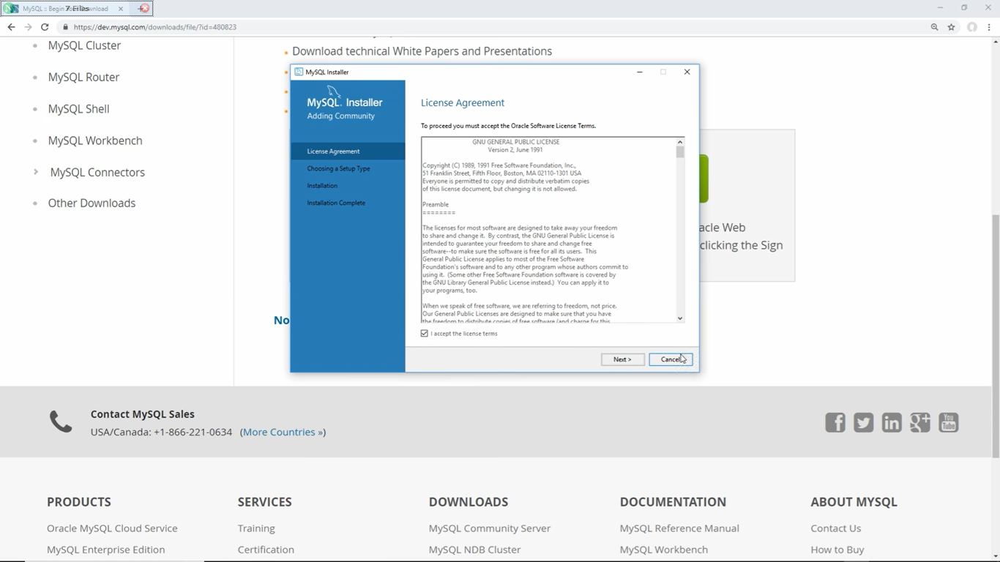 MySQL :: Begin Your Download
7 Files
https://dev.mysql.com/downloads/file/?id=480823
MySQL Cluster
MySQL Router
MySQL Shell
MySQL Workbench
MySQL Connectors
Other Downloads
Download technical White Papers and Presentations
MySQL Installer
MySQL. Installer
Adding Community
License Agreement
Choosing a Setup Type
Installation
Installation Complete
License Agreement
To proceed you must accept the Oracle Software License Terms.
GNU GENERAL PUBLIC LICENSE
Version 2, June 1991
Copyright (C) 1989, 1991 Free Software Foundation, Inc.,
51 Franklin Street, Fifth Floor, Boston, MA 02110-1301 USA
Everyone is permitted to copy and distribute verbatim copies
of this license document, but changing it is not allowed.
Preamble
========
The licenses for most software are designed to take away your freedom
to share and change it. By contrast, the GNU General Public License is
intended to guarantee your freedom to share and change free
software--to make sure the software is free for all its users. This
General Public License applies to most of the Free Software
Foundation's software and to any other program whose authors commit to
using it. (Some other Free Software Foundation software is covered by
the GNU Library General Public License instead.) You can apply it to
your programs, too.
When we speak of free software, we are referring to freedom, not price.
Our General Public Licenses are designed to make sure that you have
the freedom to distribute copies of free software (and charge for this
I accept the license terms
Next >
Cancel
acle Web
clicking the Sign
No
Contact MySQL Sales
USA/Canada: +1-866-221-0634 (More Countries »)
You
Tube
PRODUCTS
Oracle MySQL Cloud Service
MySQL Enterprise Edition
SERVICES
Training
Certification
DOWNLOADS
MySQL Community Server
MySQL NDB Cluster
DOCUMENTATION
MySQL Reference Manual
MySQL Workbench
ABOUT MYSQL
Contact Us
How to Buy